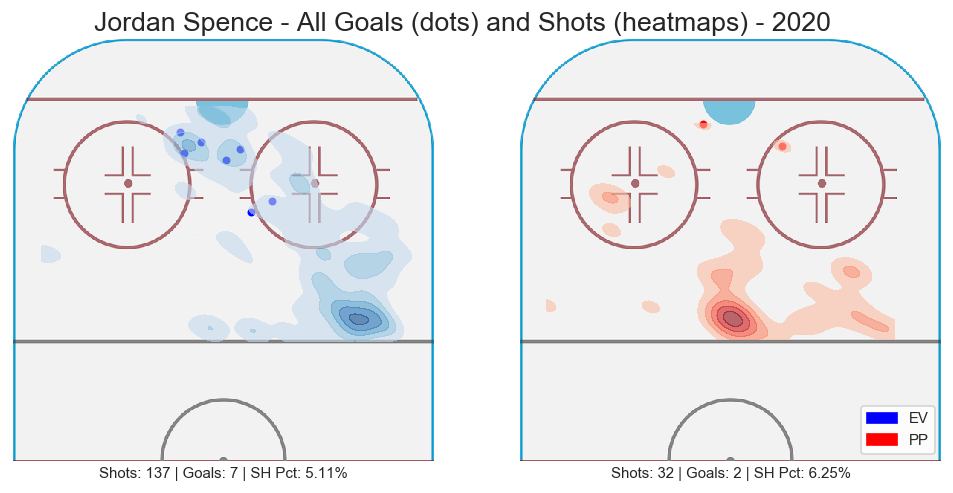 Jordan Spence - All Goals (dots) and Shots (heatmaps) - 2020
EV
PP
Shots: 137 | Goals: 7 | SH Pct: 5.11%
Shots: 32 | Goals: 2 | SH Pct: 6.25%